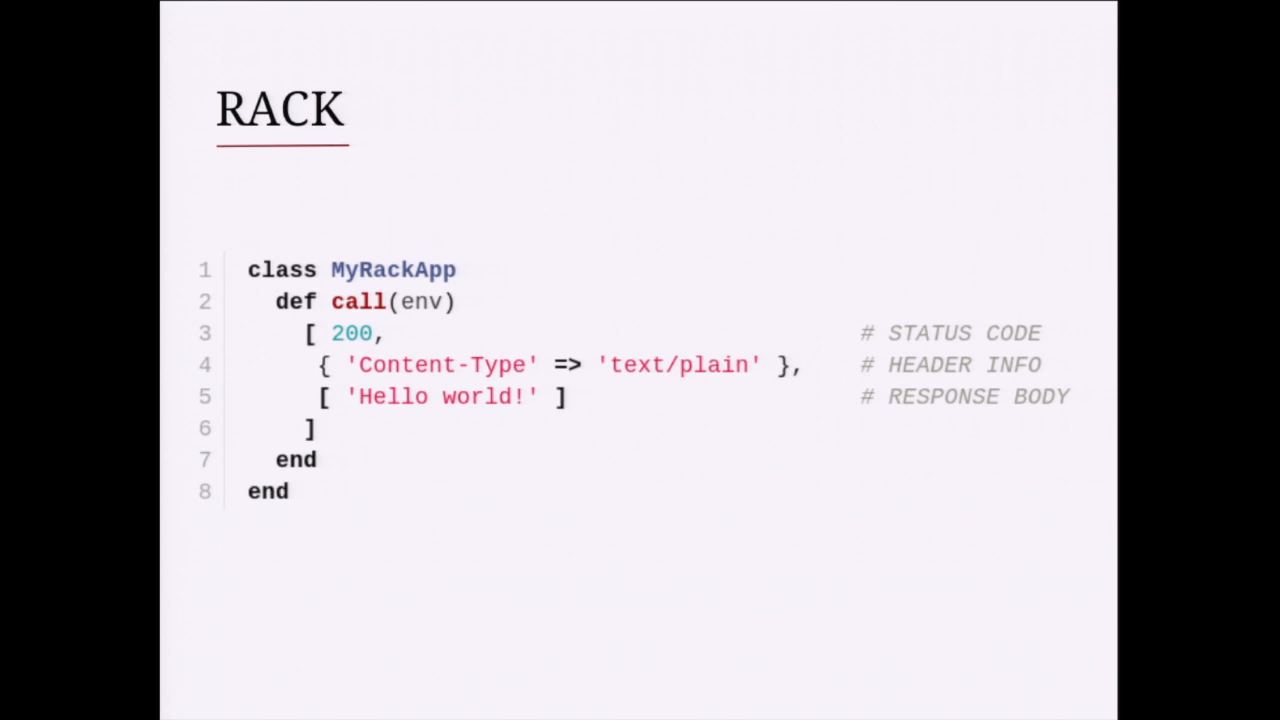 RACK
1 class MyRackApp
2   def call(env)
3     [ 200,                                  # STATUS CODE
4      { 'Content-Type' => 'text/plain' },    # HEADER INFO
5      [ 'Hello world!' ]                     # RESPONSE BODY
6     ]
7   end
8 end